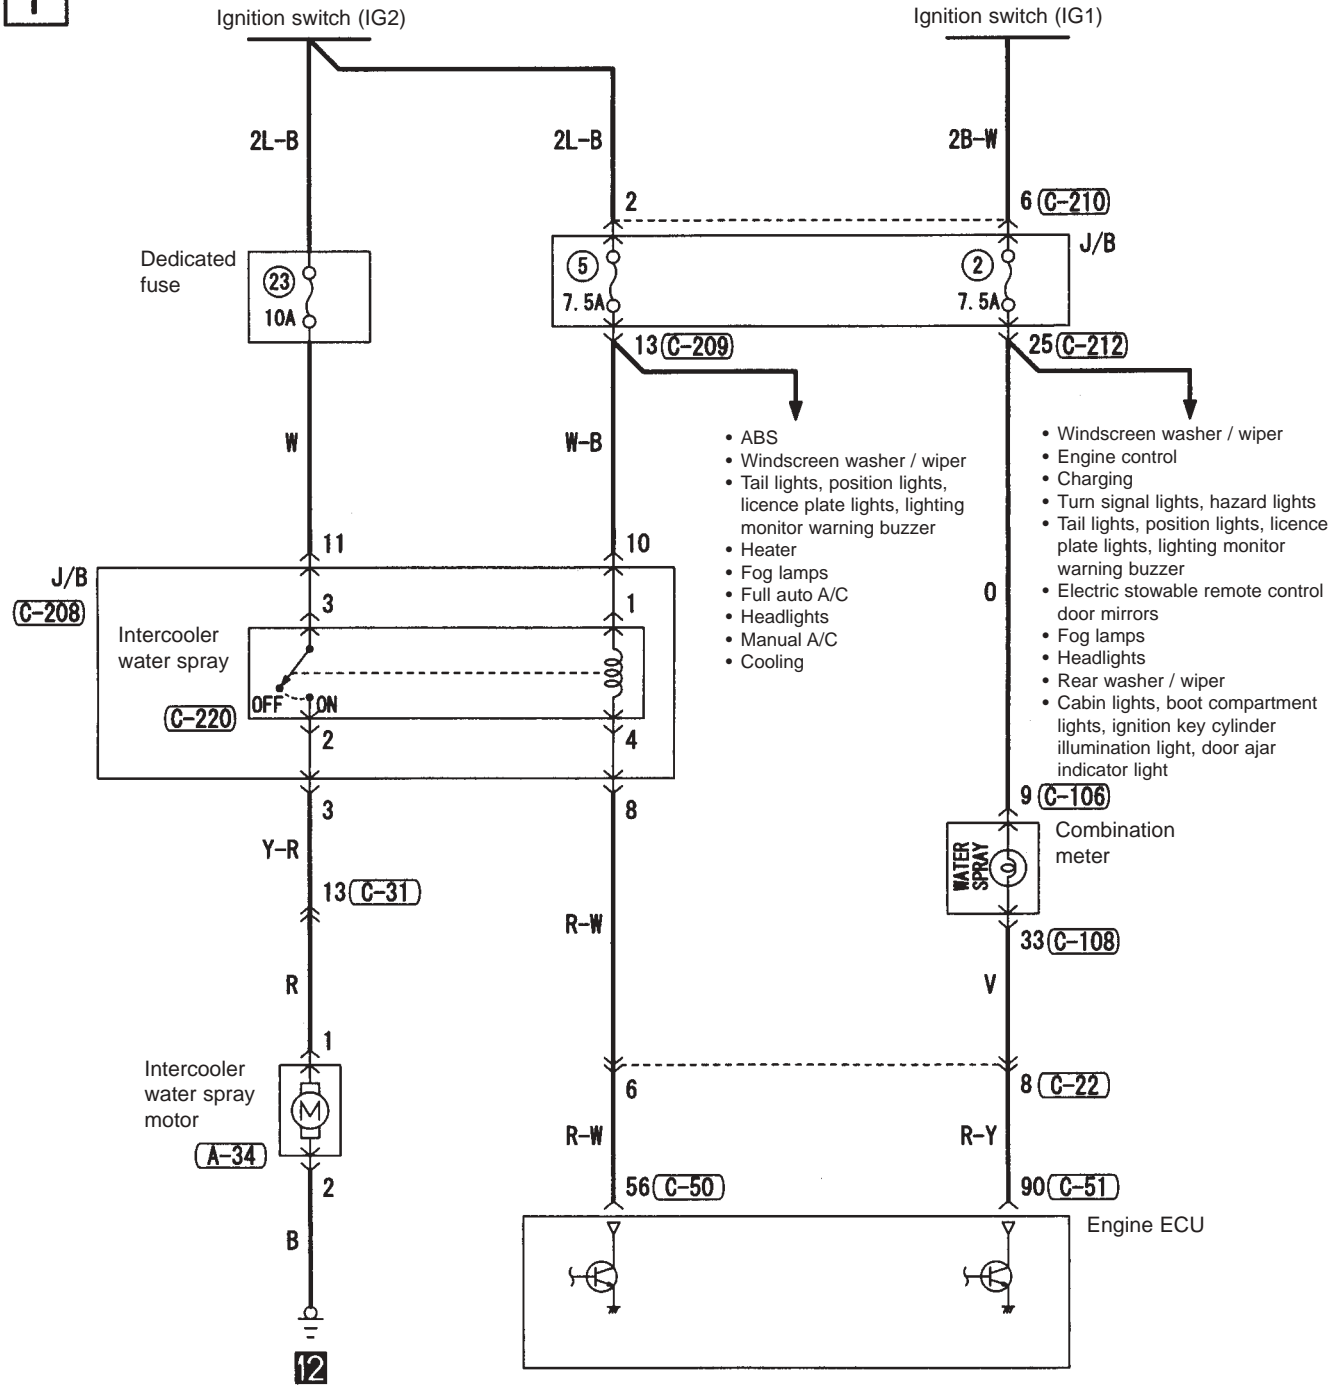 1
Ignition switch (IG2)
Ignition switch (IG1)
2L-B
2L-B
2B-W
2
6 C-210
J/B
Dedicated
fuse
23
10A
5
7.5A
2
7.5A
13 C-209
25 C-212
W
W-B
• ABS
• Windscreen washer / wiper
• Tail lights, position lights,
licence plate lights, lighting
monitor warning buzzer
• Heater
• Fog lamps
• Full auto A/C
• Headlights
• Manual A/C
• Cooling
• Windscreen washer / wiper
• Engine control
• Charging
• Turn signal lights, hazard lights
• Tail lights, position lights, licence
plate lights, lighting monitor
warning buzzer
• Electric stowable remote control
door mirrors
• Fog lamps
• Headlights
• Rear washer / wiper
• Cabin lights, boot compartment
lights, ignition key cylinder
illumination light, door ajar
indicator light
O
11
10
J/B
C-208
3
1
Intercooler
water spray
OFF
ON
C-220
2
4
3
8
Y-R
13 C-31
R-W
R
9 C-106
Combination
meter
WATER
SPRAY
33 C-108
V
1
Intercooler
water spray
motor
M
A-34
2
B
12
6
8 C-22
R-W
R-Y
56 C-50
90 C-51
Engine ECU